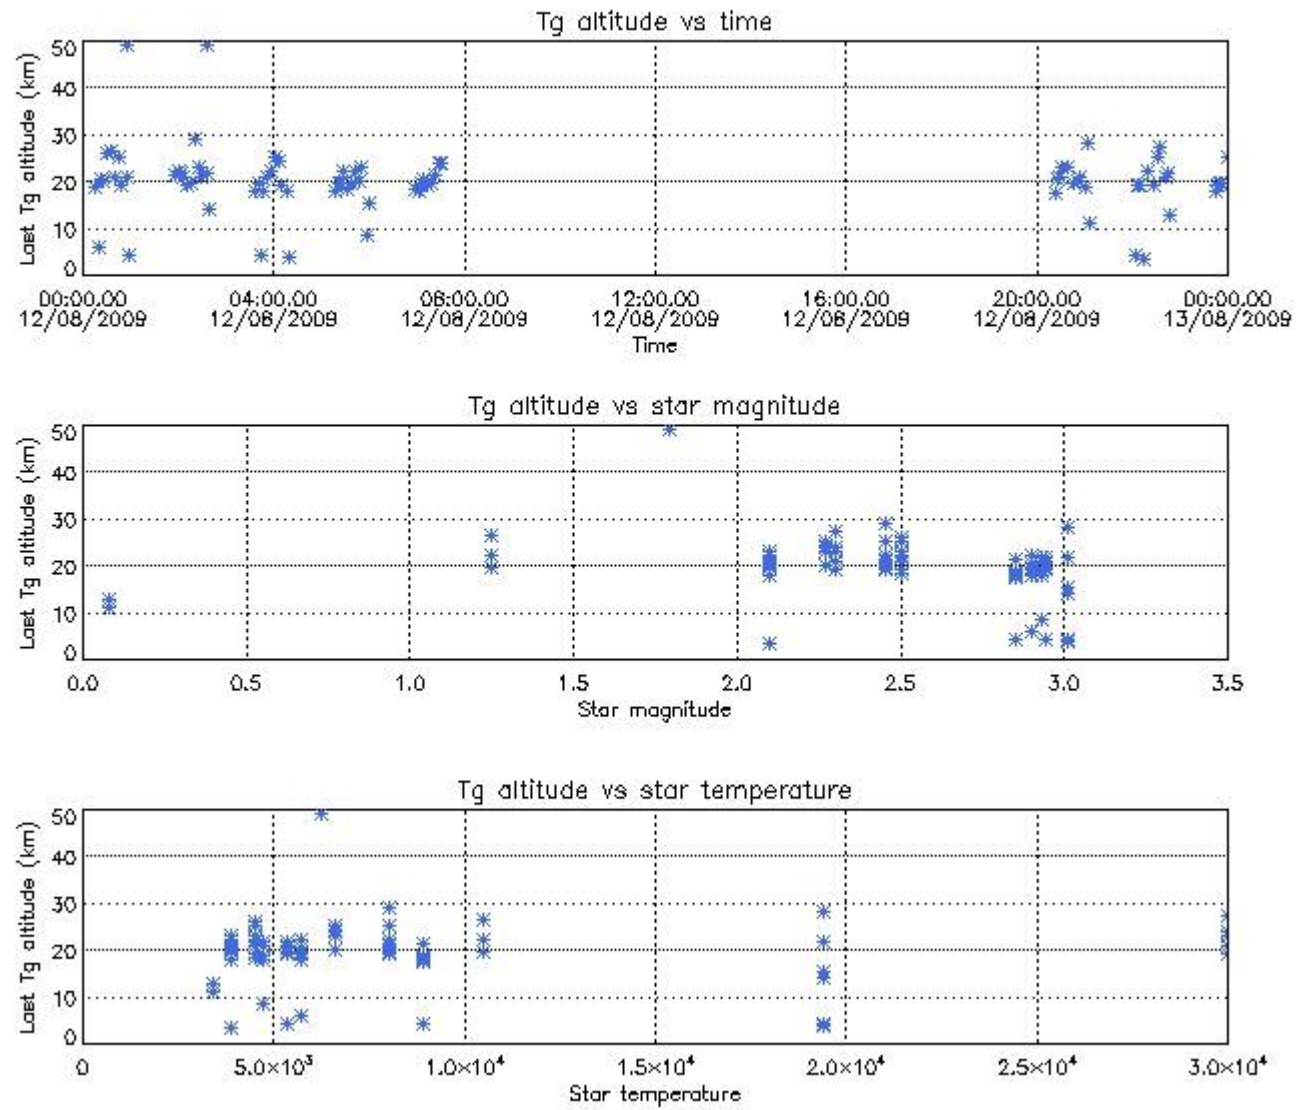 Tg altitude vs time
Last Tg altitude (km)
50
40
30
20
10
0
00:00.00 04:00.00 08:00.00 12:00.00 16:00.00 20:00.00 00:00.00
12/08/2009 12/08/2009 12/08/2009 12/08/2009 12/08/2009 12/08/2009 13/08/2009
Time
Tg altitude vs star magnitude
Last Tg altitude (km)
50
40
30
20
10
0
0.0 0.5 1.0 1.5 2.0 2.5 3.0 3.5
Star magnitude
Tg altitude vs star temperature
Last Tg altitude (km)
50
40
30
20
10
0
0 5.0×10³ 1.0×10⁴ 1.5×10⁴ 2.0×10⁴ 2.5×10⁴ 3.0×10⁴
Star temperature